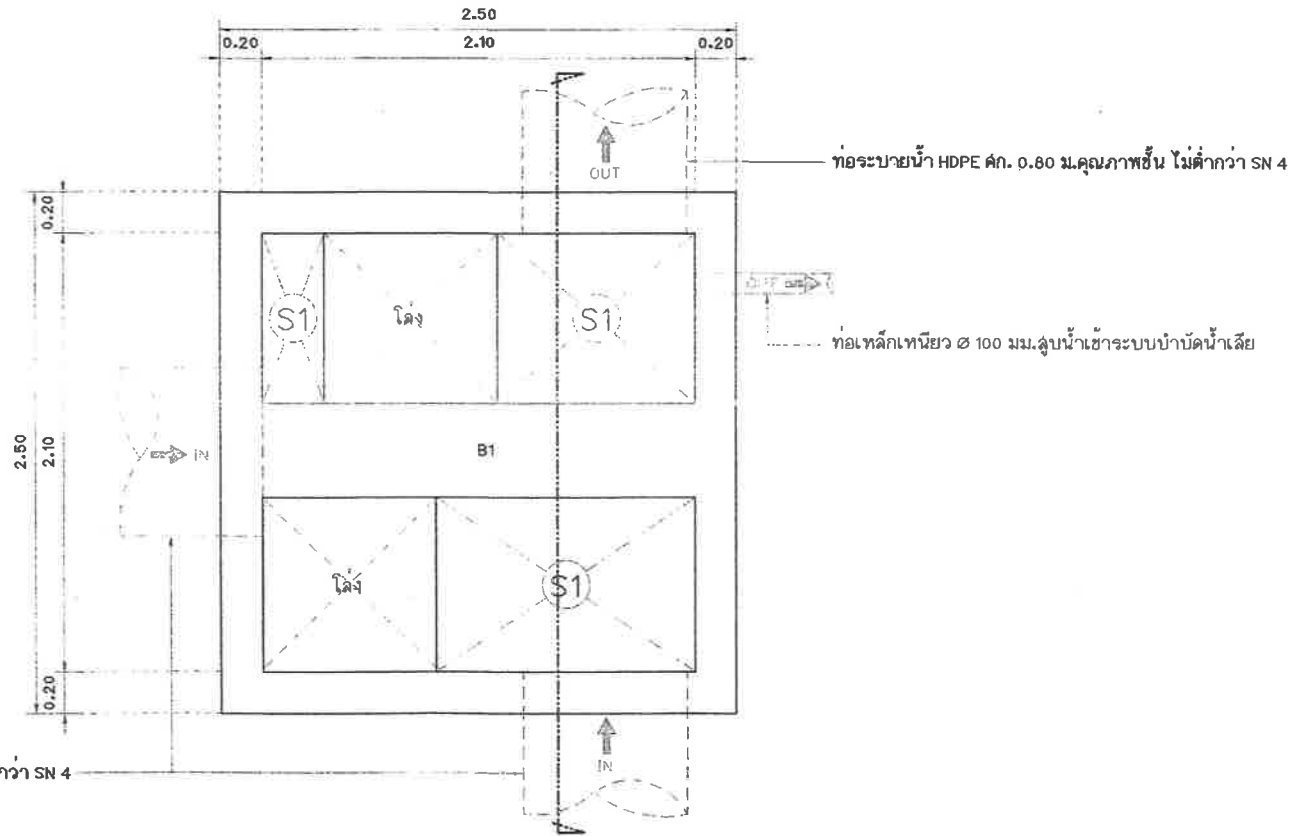 2.50
0.20 2.10 0.20
OUT
ท่อระบายน้ำ HDPE ศก. 0.80 ม.คุณภาพชั้น ไม่ต่ำกว่า SN 4
0.20
S1 โล่ง S1
ท่อเหล็กเหนียว Ø 100 มม.สูบน้ำเข้าระบบบำบัดน้ำเสีย
2.50
2.10
IN
B1
โล่ง S1
0.20
IN
กว่า SN 4